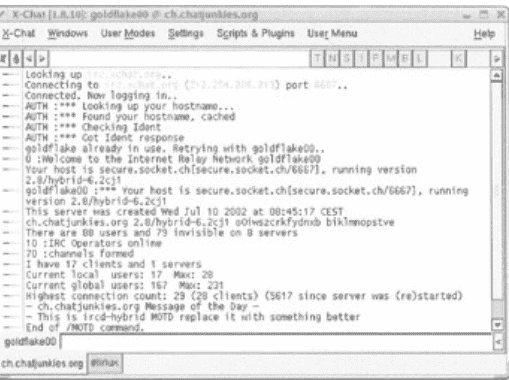 X-Chat [1.8.10]: goldflake00 @ ch.chatjunkies.org
X-Chat Windows User Modes Settings Scripts & Plugins User Menu Help
T N S I P M B L K
Looking up
Connecting to port
Connected. Now logging in..
AUTH :*** Looking up your hostname...
AUTH :*** Found your hostname, cached
AUTH :*** Checking Ident
AUTH :*** Got Ident response
goldflake already in use. Retrying with goldflake00..
0 :Welcome to the Internet Relay Network goldflake00
Your host is secure.socket.ch[secure.socket.ch/6667], running version
2.8/hybrid-6.2cj1
goldflake00 :*** Your host is secure.socket.ch[secure.socket.ch/6667], running
version 2.8/hybrid-6.2cj1
This server was created Wed Jul 10 2002 at 08:45:17 CEST
ch.chatjunkies.org 2.8/hybrid-6.2cj1 oOiwszcrkfydnxb biklmnopstve
There are 88 users and 79 invisible on 8 servers
10 :IRC Operators online
70 :channels formed
I have 17 clients and 1 servers
Current local users: 17 Max: 28
Current global users: 167 Max: 231
Highest connection count: 29 (28 clients) (5617 since server was (re)started)
- ch.chatjunkies.org Message of the Day -
- This is ircd-hybrid MOTD replace it with something better
End of /MOTD command.
goldflake00
ch.chatjunkies.org #linux